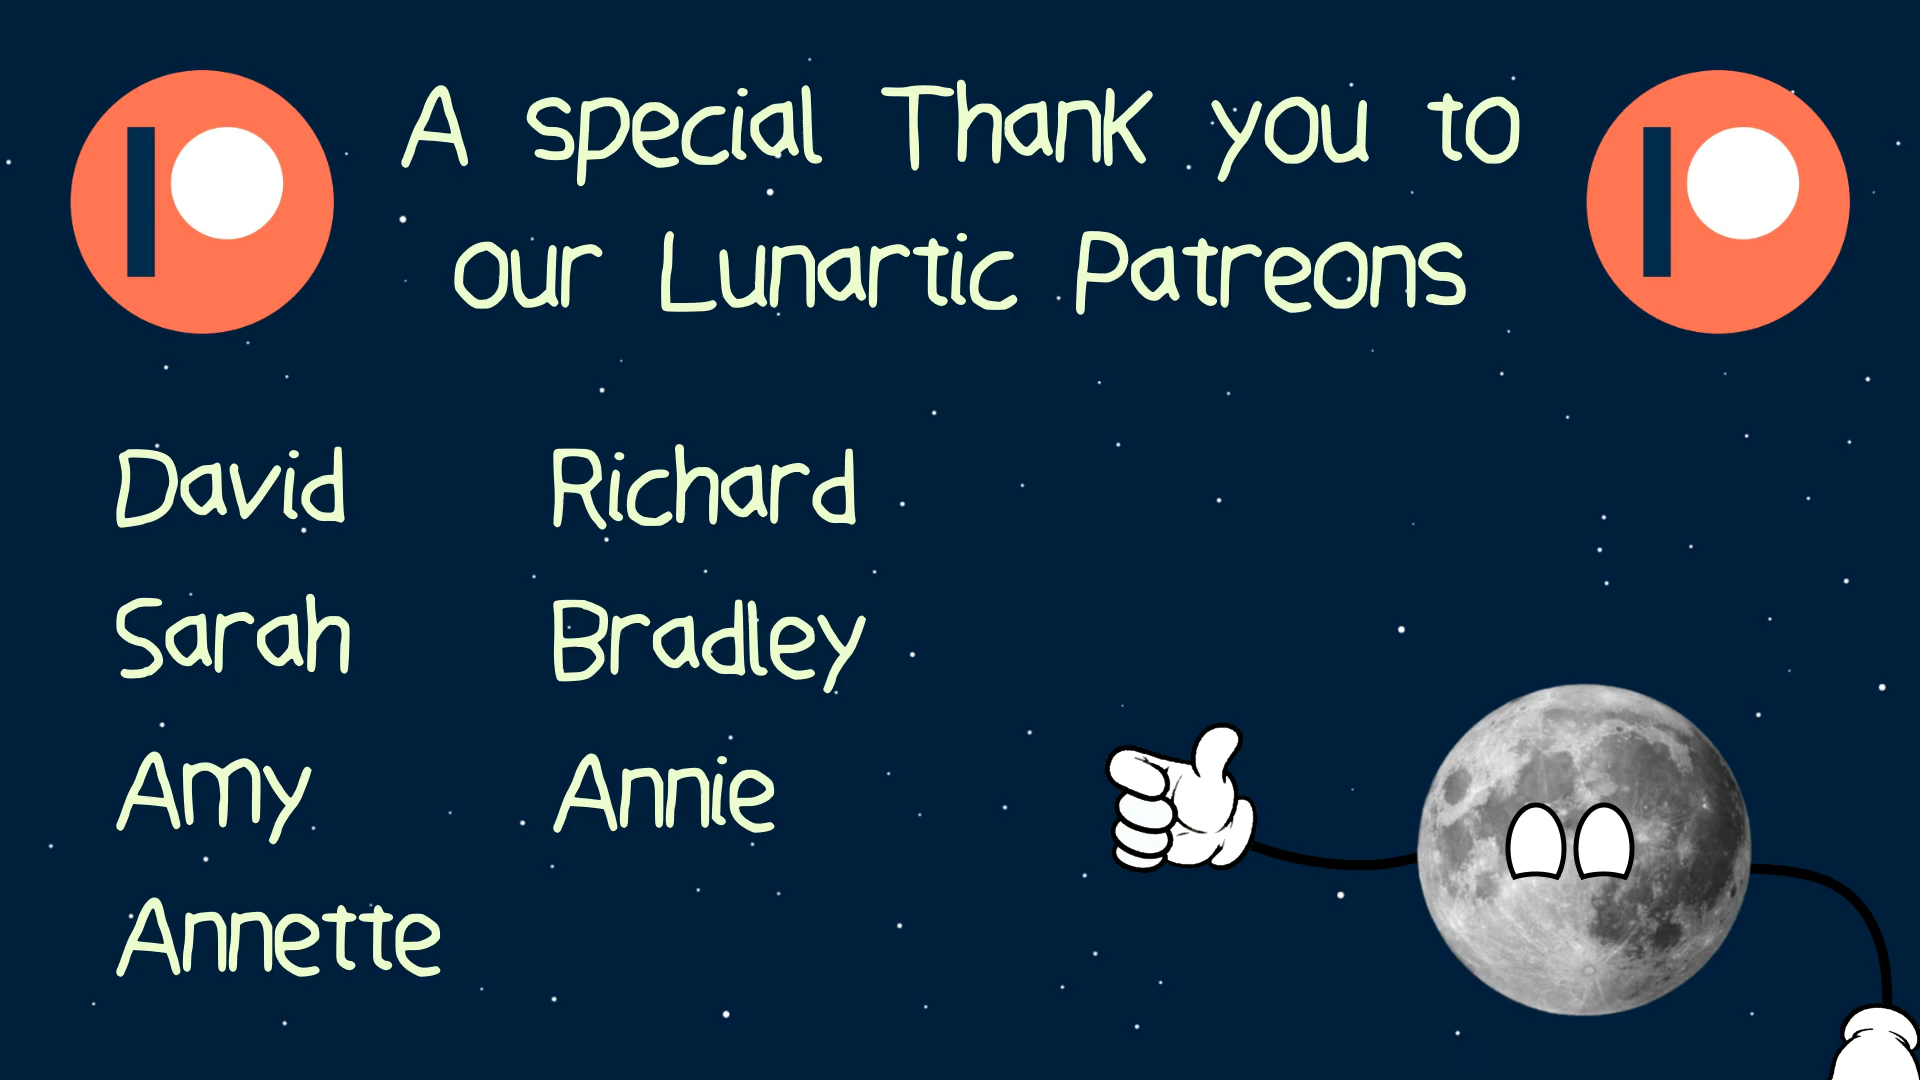 A special Thank you to
our Lunartic Patreons
David
Sarah
Amy
Annette
Richard
Bradley
Annie